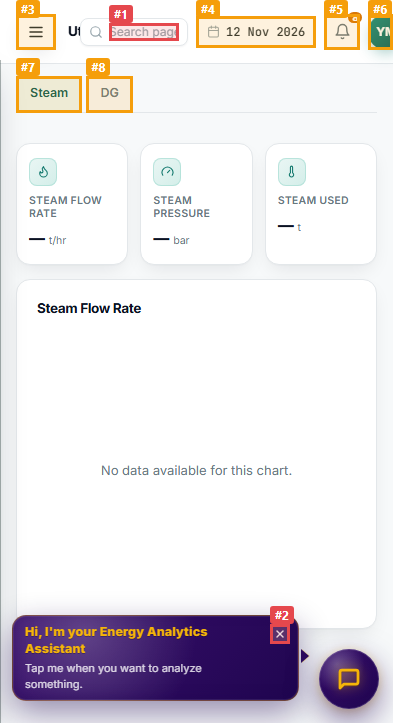 #3
#1
#4
#5
#6
Ut
Search page
12 Nov 2026
YM
#7
#8
Steam
DG
STEAM FLOW
RATE
— t/hr
STEAM
PRESSURE
— bar
STEAM USED
— t
Steam Flow Rate
No data available for this chart.
#2
Hi, I'm your Energy Analytics
Assistant
Tap me when you want to analyze
something.